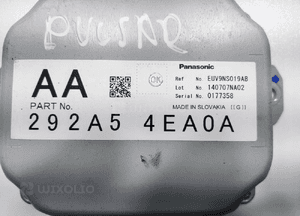 PULSAR
Panasonic
AA
OK
Ref No EUV9NS019AB
Lot No 140707NA02
Serial No. 0177358
PART No.
MADE IN SLOVAKIA
292A5 4EA0A
WIXOLIO